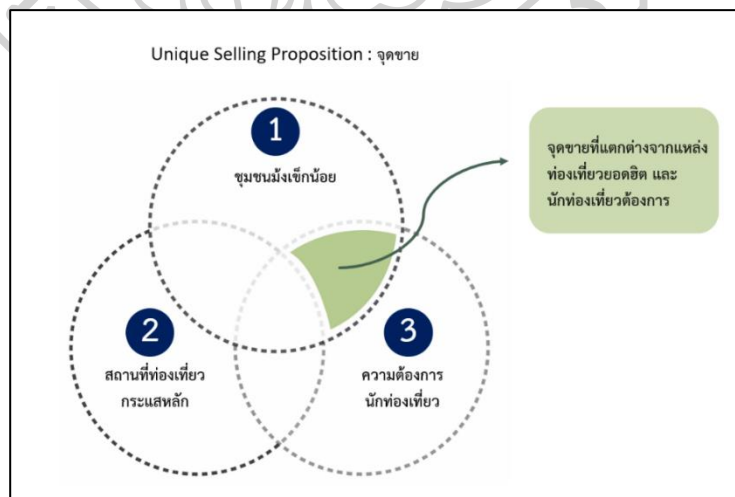 Unique Selling Proposition : จุดขาย
1
ชุมชนม้งเข็กน้อย
จุดขายที่แตกต่างจากแหล่ง
ท่องเที่ยวยอดฮิต และ
นักท่องเที่ยวต้องการ
2
สถานที่ท่องเที่ยว
กระแสหลัก
3
ความต้องการ
นักท่องเที่ยว